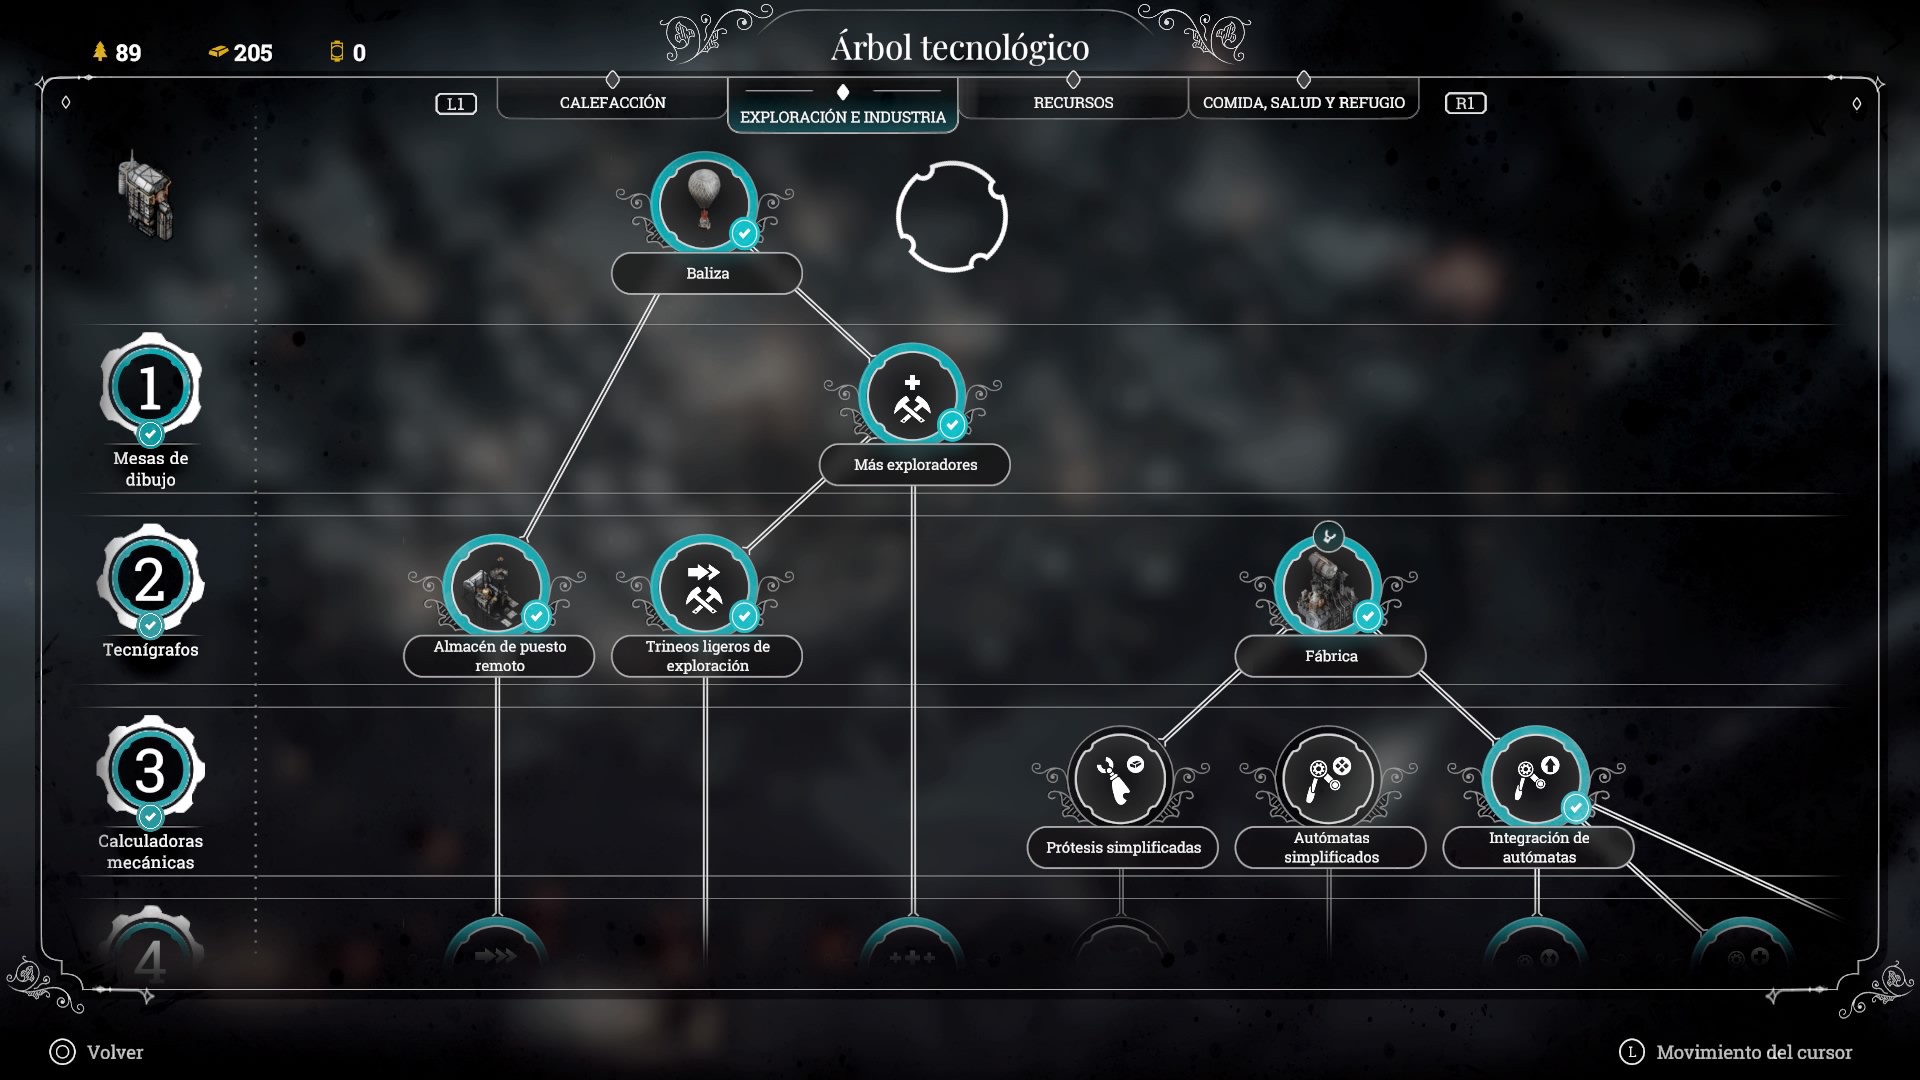 89
205
0
Árbol tecnológico
L1
CALEFACCIÓN
EXPLORACIÓN E INDUSTRIA
RECURSOS
COMIDA, SALUD Y REFUGIO
R1
Baliza
1
Mesas de
dibujo
Más exploradores
2
Tecnígrafos
Almacén de puesto
remoto
Trineos ligeros de
exploración
Fábrica
3
Calculadoras
mecánicas
Prótesis simplificadas
Autómatas
simplificados
Integración de
autómatas
4
Volver
L
Movimiento del cursor